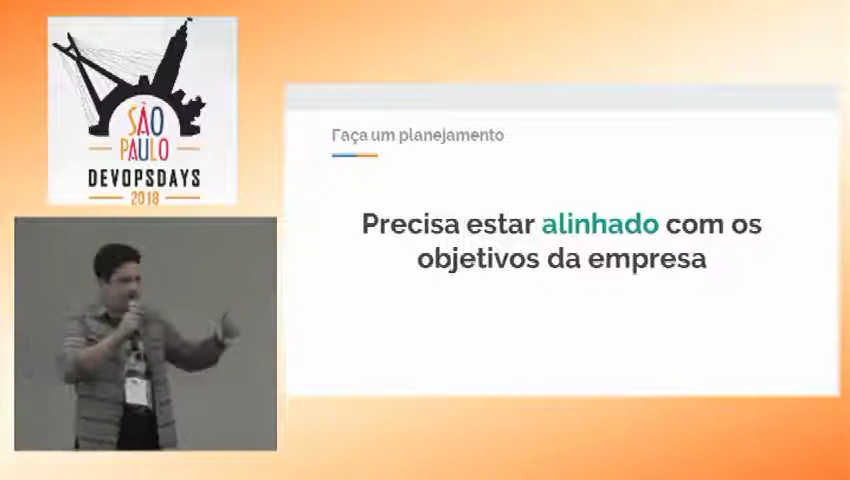 SÃO
PAULO
DEVOPSDAYS
2018
Faça um planejamento
Precisa estar alinhado com os
objetivos da empresa